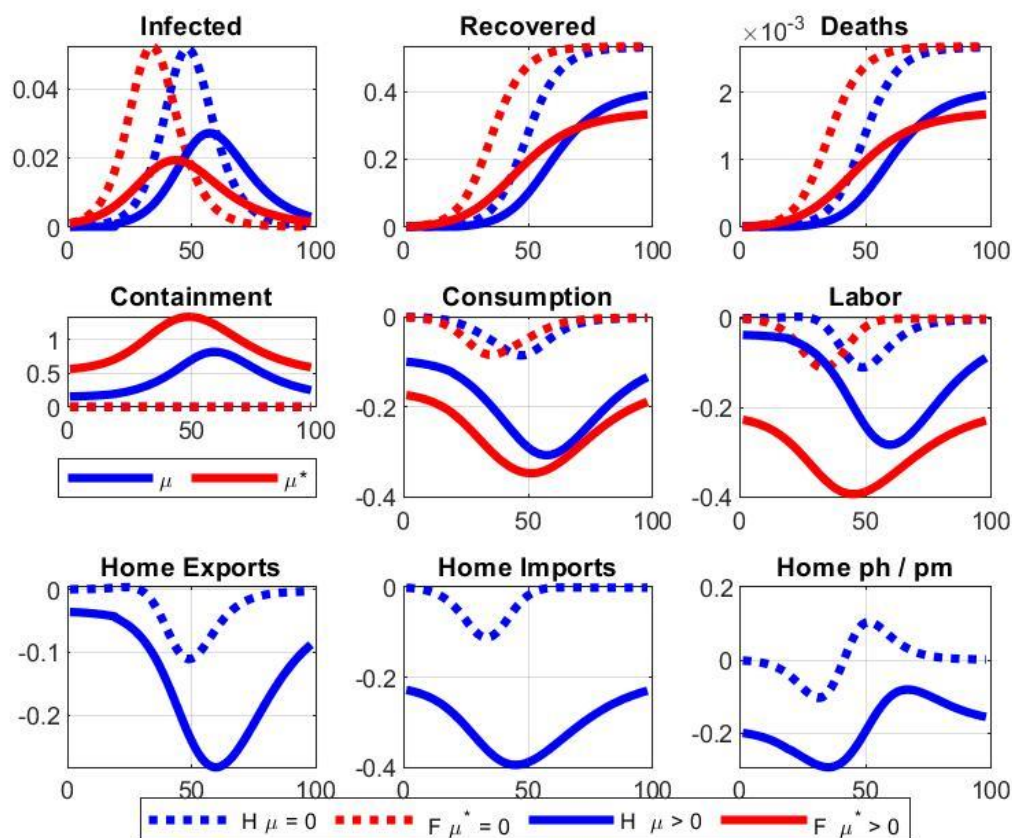 Infected Recovered Deaths
×10⁻³
0.04
0.02
0
0 50 100
0.4
0.2
0
0 50 100
2
1
0
0 50 100
Containment Consumption Labor
1
0.5
0
0 50 100
μ μ*
0
-0.2
-0.4
0 50 100
0
-0.2
-0.4
0 50 100
Home Exports Home Imports Home ph / pm
0
-0.1
-0.2
0 50 100
0
-0.2
-0.4
0 50 100
0.2
0
-0.2
0 50 100
H μ = 0 F μ* = 0 H μ > 0 F μ* > 0